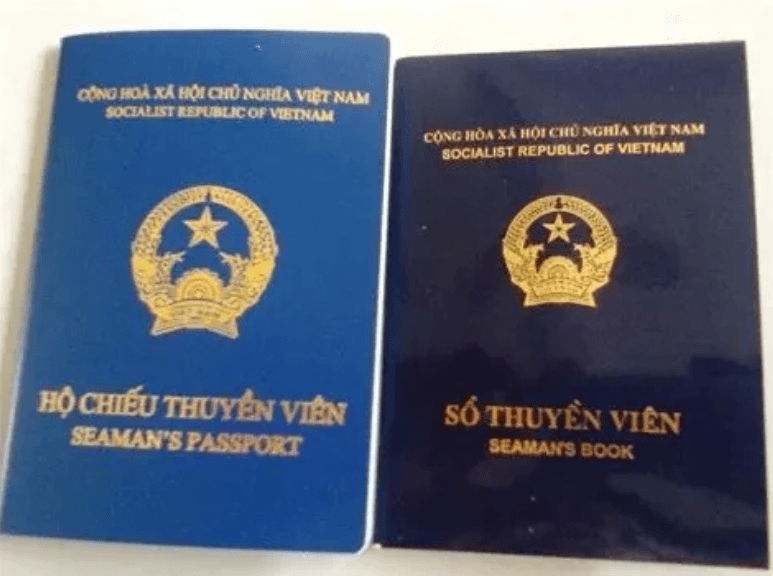 CỘNG HOÀ XÃ HỘI CHỦ NGHĨA VIỆT NAM
SOCIALIST REPUBLIC OF VIETNAM
HỘ CHIẾU THUYỀN VIÊN
SEAMAN'S PASSPORT
CỘNG HÒA XÃ HỘI CHỦ NGHĨA VIỆT NAM
SOCIALIST REPUBLIC OF VIETNAM
SỔ THUYỀN VIÊN
SEAMAN'S BOOK